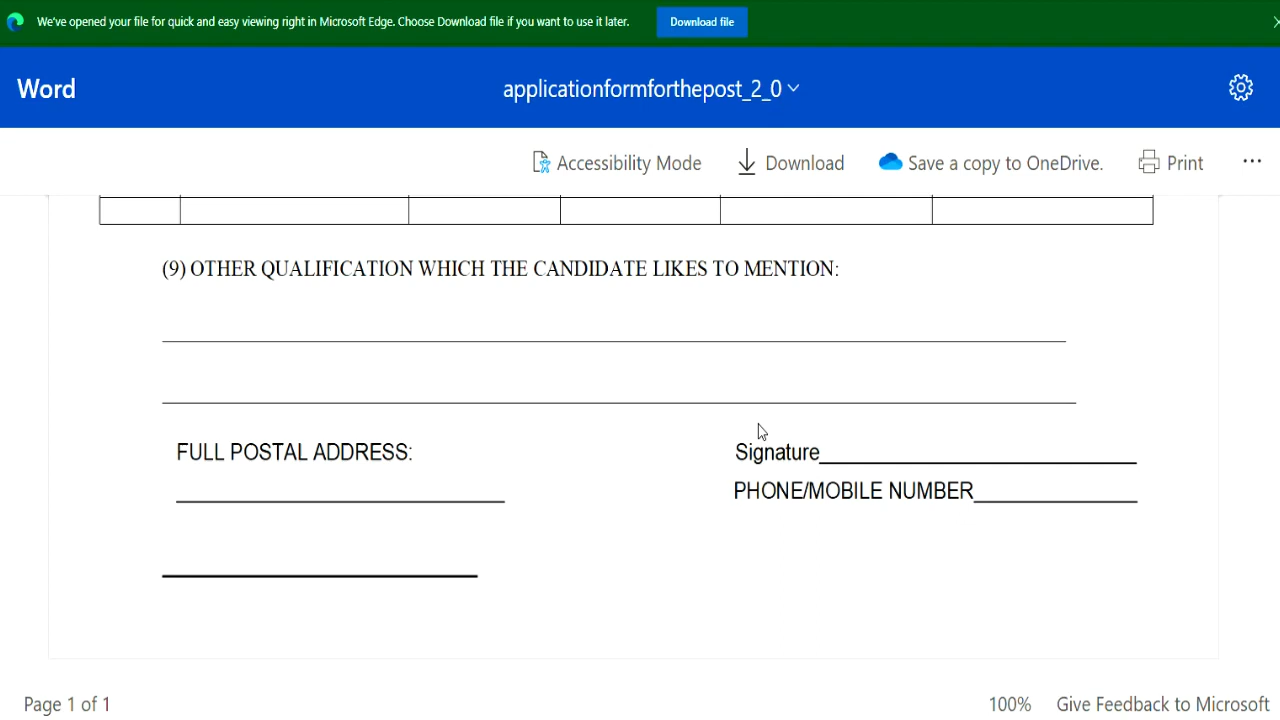 We've opened your file for quick and easy viewing right in Microsoft Edge. Choose Download file if you want to use it later. Download file
Word applicationformforthepost_2_0
Accessibility Mode Download Save a copy to OneDrive. Print
(9) OTHER QUALIFICATION WHICH THE CANDIDATE LIKES TO MENTION:
FULL POSTAL ADDRESS: Signature
PHONE/MOBILE NUMBER
Page 1 of 1 100% Give Feedback to Microsoft